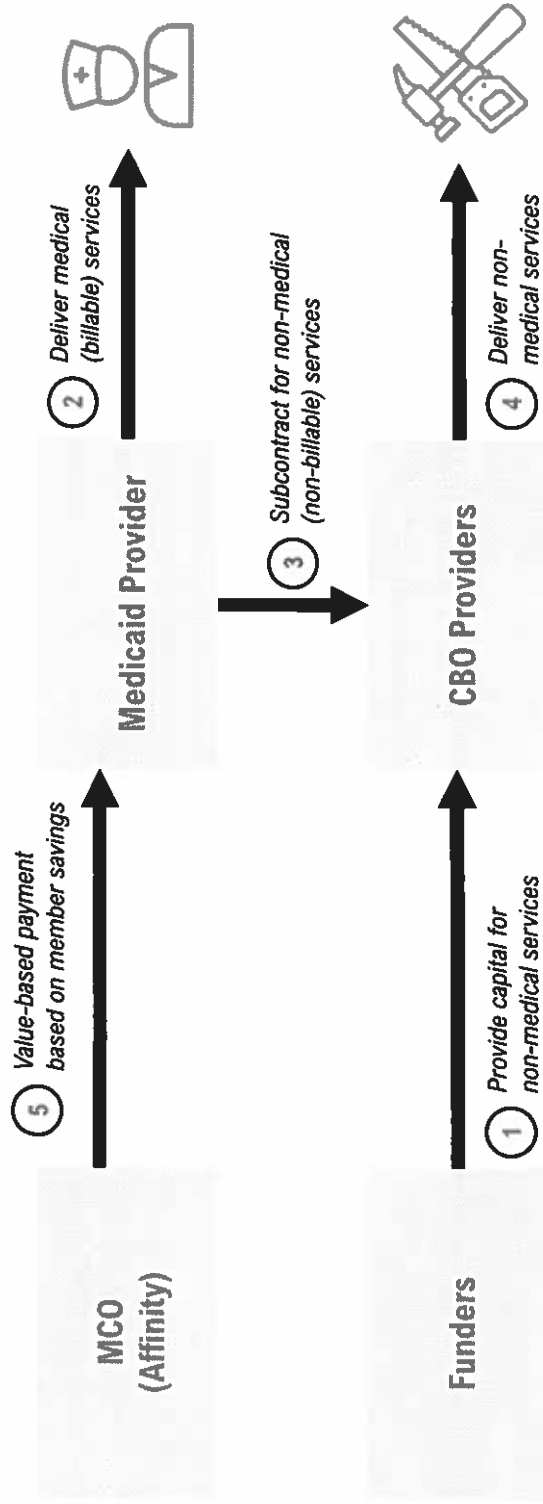 5
Value-based payment
based on member savings
2
Deliver medical
(billable) services
MCO
(Affinity)
Medicaid Provider
3
Subcontract for non-medical
(non-billable) services
Funders
CBO Providers
1
Provide capital for
non-medical services
4
Deliver non-
medical services